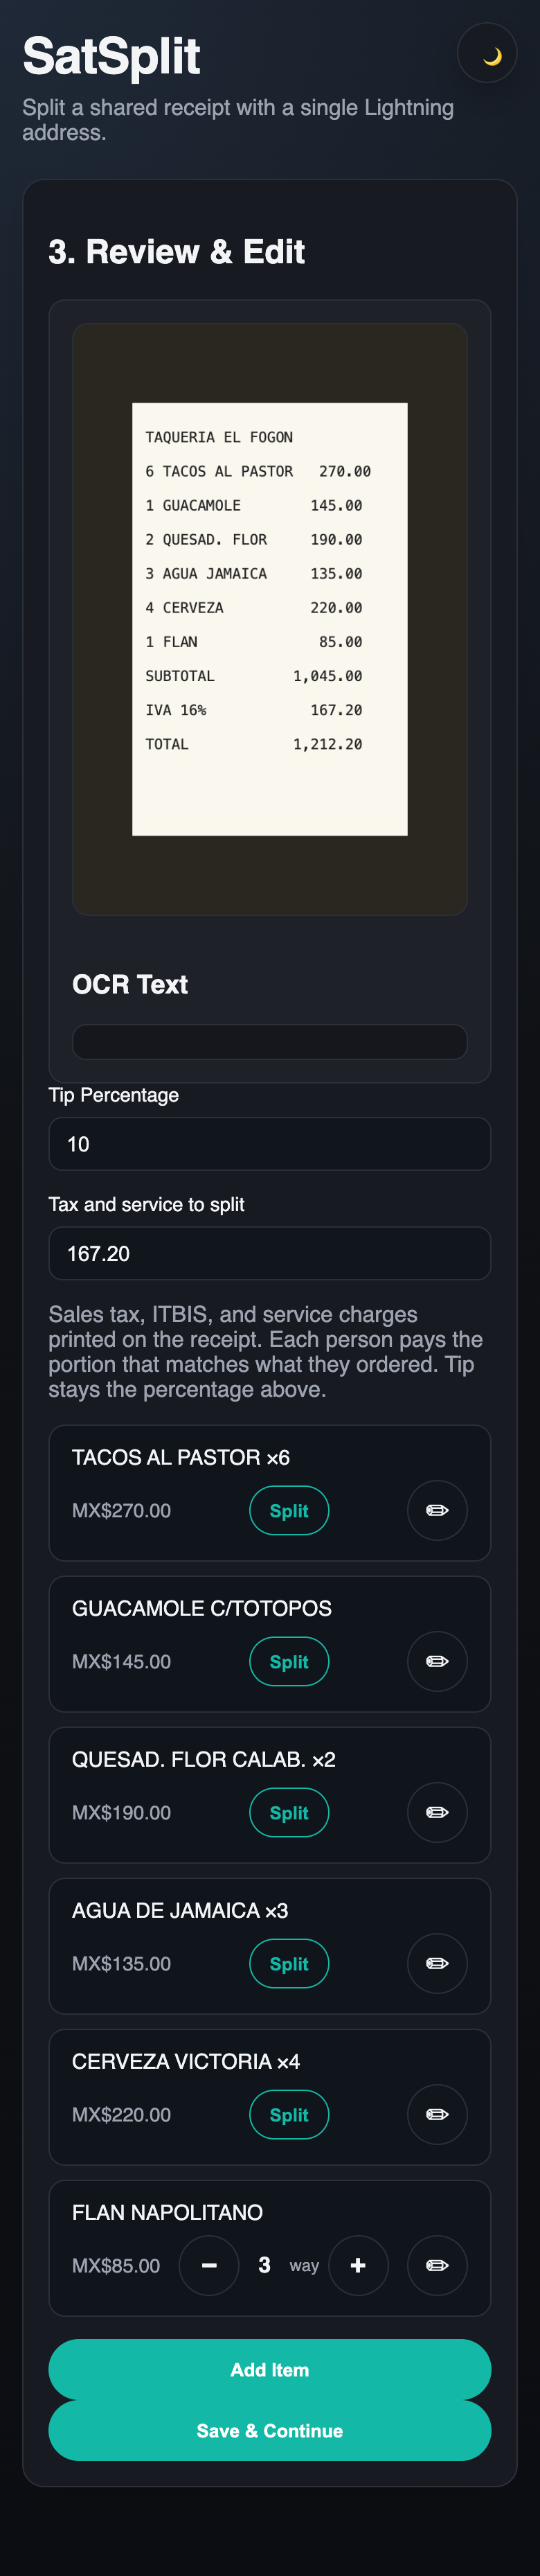 SatSplit
Split a shared receipt with a single Lightning
address.
3. Review & Edit
TAQUERIA EL FOGON
6 TACOS AL PASTOR 270.00
1 GUACAMOLE 145.00
2 QUESAD. FLOR 190.00
3 AGUA JAMAICA 135.00
4 CERVEZA 220.00
1 FLAN 85.00
SUBTOTAL 1,045.00
IVA 16% 167.20
TOTAL 1,212.20
OCR Text
Tip Percentage
10
Tax and service to split
167.20
Sales tax, ITBIS, and service charges
printed on the receipt. Each person pays the
portion that matches what they ordered. Tip
stays the percentage above.
TACOS AL PASTOR ×6
MX$270.00 Split
GUACAMOLE C/TOTOPOS
MX$145.00 Split
QUESAD. FLOR CALAB. ×2
MX$190.00 Split
AGUA DE JAMAICA ×3
MX$135.00 Split
CERVEZA VICTORIA ×4
MX$220.00 Split
FLAN NAPOLITANO
MX$85.00 − 3 way +
Add Item
Save & Continue